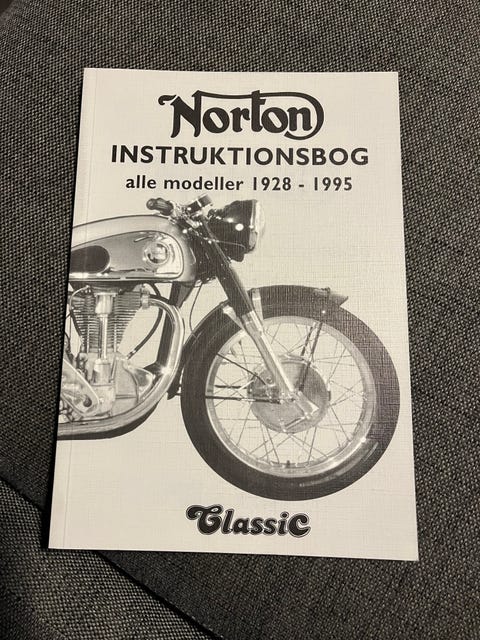 Norton
INSTRUKTIONSBOG
alle modeller 1928 - 1995
Classic